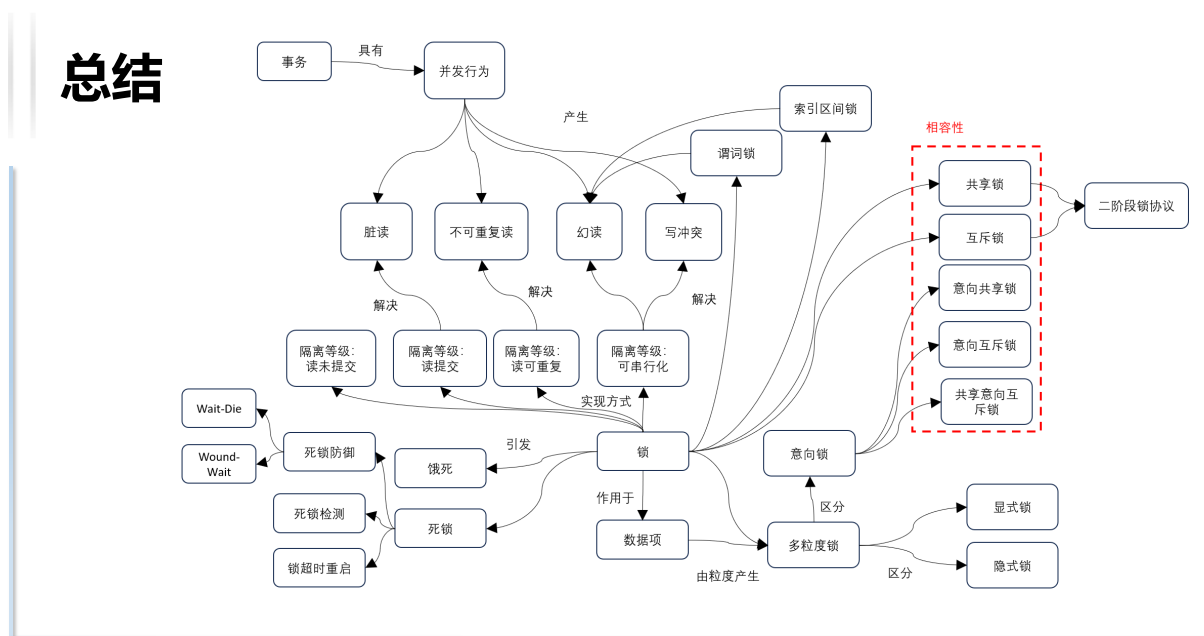 总结
事务
具有
并发行为
产生
索引区间锁
谓词锁
相容性
共享锁
互斥锁
意向共享锁
意向互斥锁
共享意向互
斥锁
二阶段锁协议
脏读
不可重复读
幻读
写冲突
解决
解决
解决
隔离等级：
读未提交
隔离等级：
读提交
隔离等级：
读可重复
隔离等级：
可串行化
实现方式
Wait-Die
Wound-
Wait
死锁防御
死锁检测
锁超时重启
引发
饿死
死锁
锁
作用于
数据项
意向锁
区分
多粒度锁
由粒度产生
区分
显式锁
隐式锁